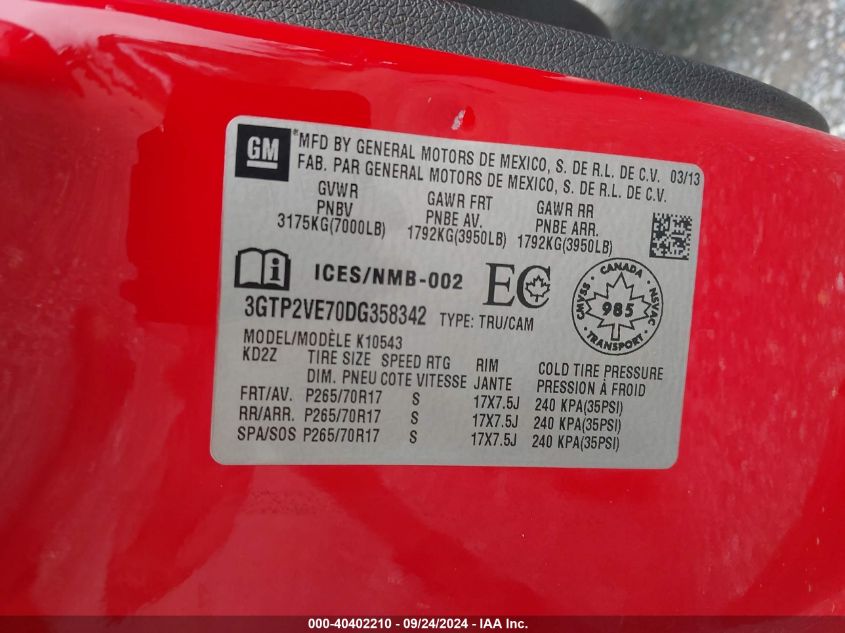 GM
MFD BY GENERAL MOTORS DE MEXICO, S. DE R.L. DE C.V. 03/13
FAB. PAR GENERAL MOTORS DE MEXICO, S. DE R.L. DE C.V.
GVWR GAWR FRT GAWR RR
PNBV PNBE AV. PNBE ARR.
3175KG(7000LB) 1792KG(3950LB) 1792KG(3950LB)
ICES/NMB-002 EC
CANADA
CMVSS 985 NSVAC
TRANSPORT
3GTP2VE70DG358342 TYPE: TRU/CAM
MODEL/MODÈLE K10543
KD2Z TIRE SIZE SPEED RTG RIM COLD TIRE PRESSURE
DIM. PNEU COTE VITESSE JANTE PRESSION À FROID
FRT/AV. P265/70R17 S 17X7.5J 240 KPA(35PSI)
RR/ARR. P265/70R17 S 17X7.5J 240 KPA(35PSI)
SPA/SOS P265/70R17 S 17X7.5J 240 KPA(35PSI)
000-40402210 - 09/24/2024 - IAA Inc.